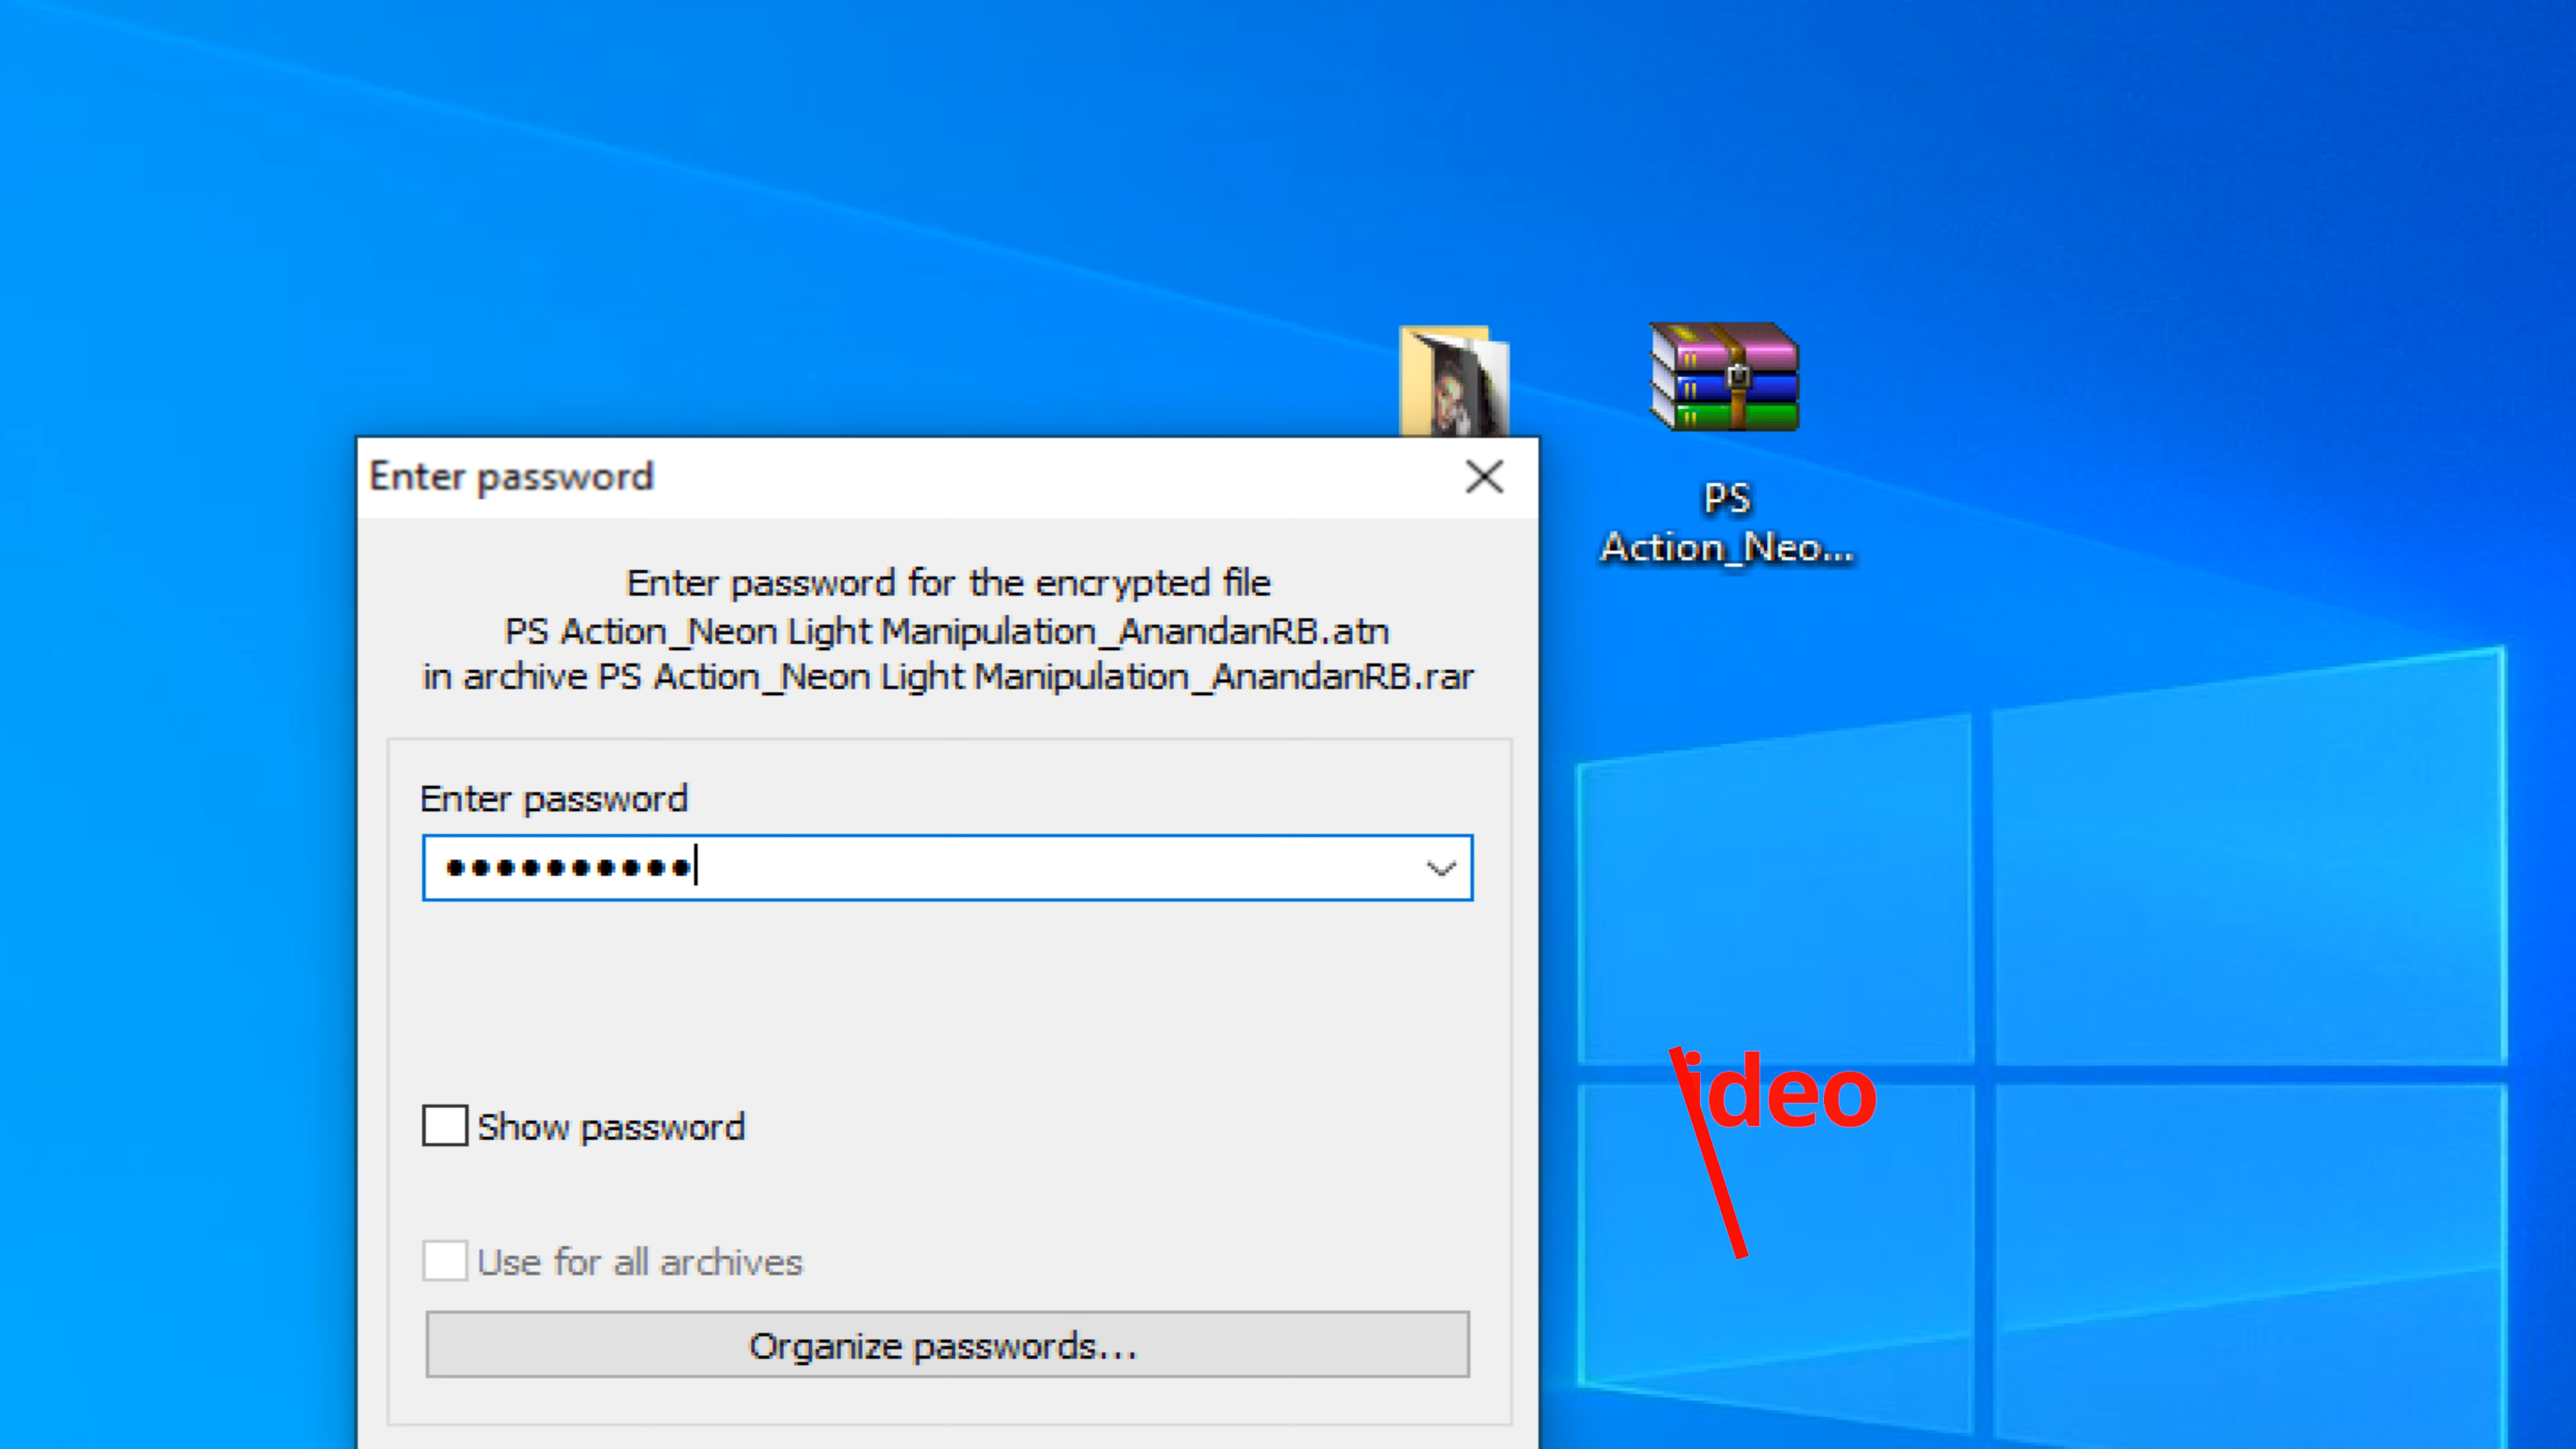 PS
Action_Neo...
Enter password
Enter password for the encrypted file
PS Action_Neon Light Manipulation_AnandanRB.atn
in archive PS Action_Neon Light Manipulation_AnandanRB.rar
Enter password
Show password
ideo
Use for all archives
Organize passwords...